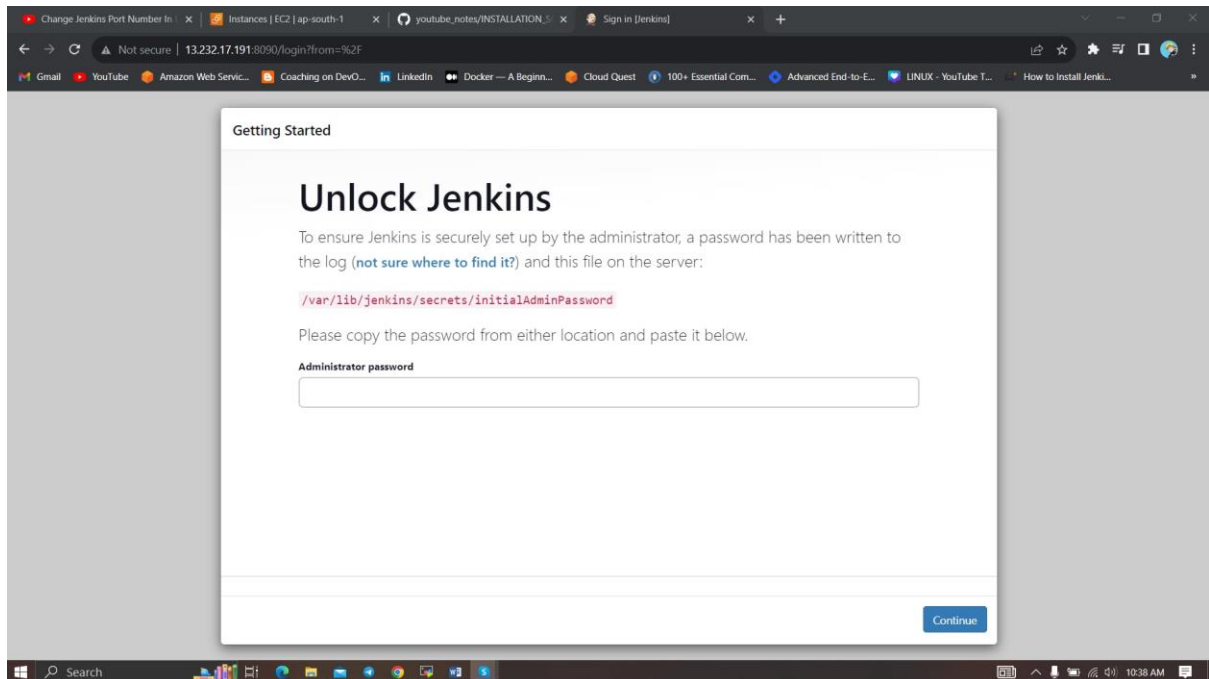 Change Jenkins Port Number In
Instances | EC2 | ap-south-1
youtube_notes/INSTALLATION_S
Sign in [Jenkins]
Not secure | 13.232.17.191:8090/login?from=%2F
Gmail
YouTube
Amazon Web Servic...
Coaching on DevO...
LinkedIn
Docker — A Beginn...
Cloud Quest
100+ Essential Com...
Advanced End-to-E...
LINUX - YouTube T...
How to Install Jenki...
»
Getting Started
Unlock Jenkins
To ensure Jenkins is securely set up by the administrator, a password has been written to
the log (not sure where to find it?) and this file on the server:
/var/lib/jenkins/secrets/initialAdminPassword
Please copy the password from either location and paste it below.
Administrator password
Continue
Search
10:38 AM